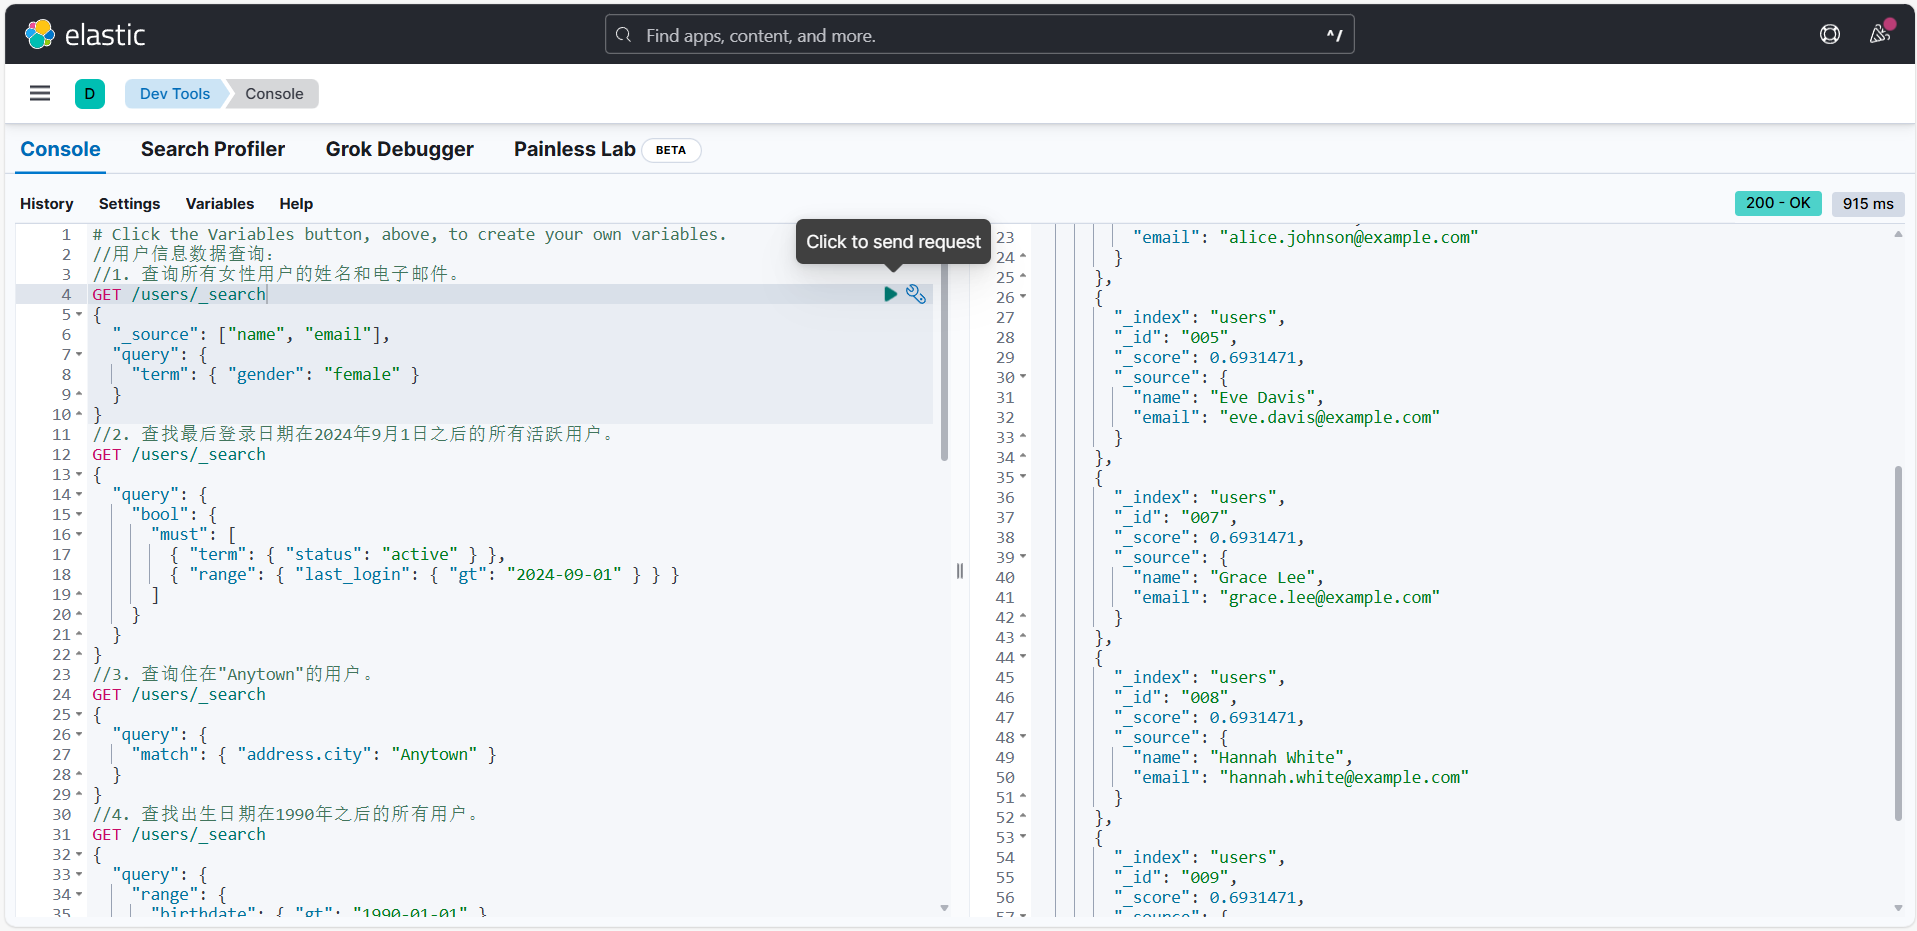 elastic
Find apps, content, and more.
^/
D
Dev Tools
Console
Console
Search Profiler
Grok Debugger
Painless Lab
BETA
History
Settings
Variables
Help
200 - OK
915 ms
Click to send request
1 # Click the Variables button, above, to create your own variables.
2 //用户信息数据查询：
3 //1. 查询所有女性用户的姓名和电子邮件。
4 GET /users/_search
5 {
6 "_source": ["name", "email"],
7 "query": {
8 "term": { "gender": "female" }
9 }
10 }
11 //2. 查找最后登录日期在2024年9月1日之后的所有活跃用户。
12 GET /users/_search
13 {
14 "query": {
15 "bool": {
16 "must": [
17 { "term": { "status": "active" } },
18 { "range": { "last_login": { "gt": "2024-09-01" } } }
19 ]
20 }
21 }
22 }
23 //3. 查询住在"Anytown"的用户。
24 GET /users/_search
25 {
26 "query": {
27 "match": { "address.city": "Anytown" }
28 }
29 }
30 //4. 查找出生日期在1990年之后的所有用户。
31 GET /users/_search
32 {
33 "query": {
34 "range": {
35 "birthdate": { "gt": "1990-01-01" }
23 "email": "alice.johnson@example.com"
24 }
25 },
26 {
27 "_index": "users",
28 "_id": "005",
29 "_score": 0.6931471,
30 "_source": {
31 "name": "Eve Davis",
32 "email": "eve.davis@example.com"
33 }
34 },
35 {
36 "_index": "users",
37 "_id": "007",
38 "_score": 0.6931471,
39 "_source": {
40 "name": "Grace Lee",
41 "email": "grace.lee@example.com"
42 }
43 },
44 {
45 "_index": "users",
46 "_id": "008",
47 "_score": 0.6931471,
48 "_source": {
49 "name": "Hannah White",
50 "email": "hannah.white@example.com"
51 }
52 },
53 {
54 "_index": "users",
55 "_id": "009",
56 "_score": 0.6931471,
57 "_source": {